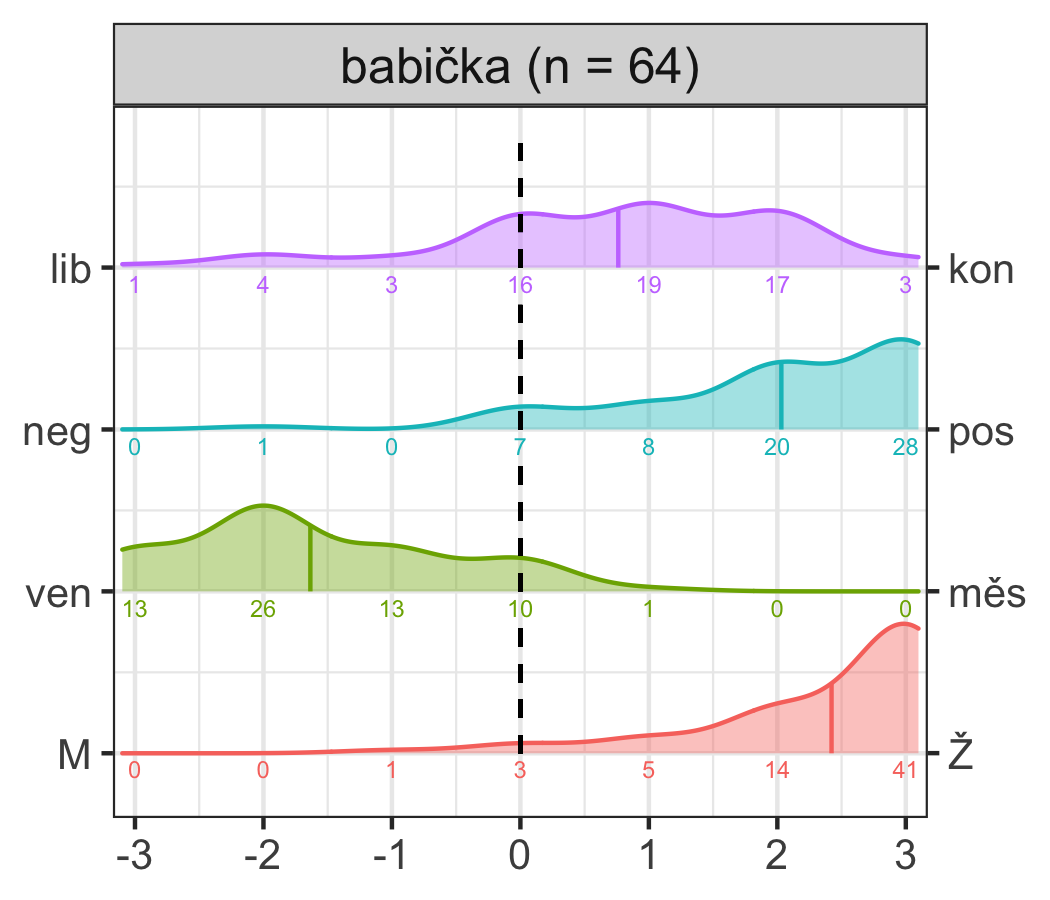 babička (n = 64)
lib kon
1 4 3 16 19 17 3
neg pos
0 1 0 7 8 20 28
ven měs
13 26 13 10 1 0 0
M Ž
0 0 1 3 5 14 41
-3 -2 -1 0 1 2 3